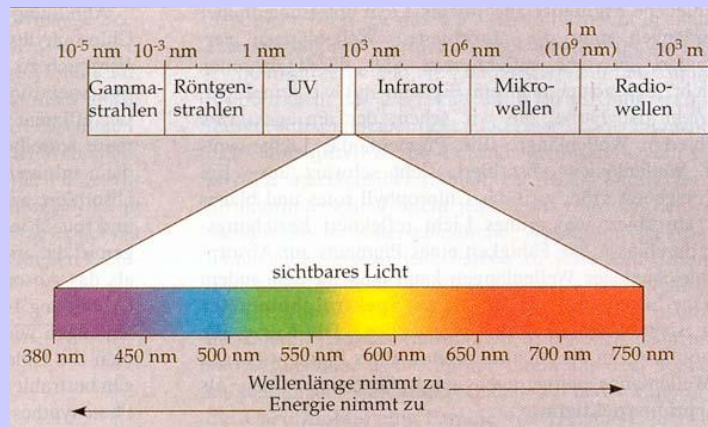 1 m
10⁻⁵ nm 10⁻³ nm 1 nm 10³ nm 10⁶ nm (10⁹ nm) 10³ m
Gamma- Röntgen- UV Infrarot Mikro- Radio-
strahlen strahlen wellen wellen
sichtbares Licht
380 nm 450 nm 500 nm 550 nm 600 nm 650 nm 700 nm 750 nm
Wellenlänge nimmt zu
Energie nimmt zu